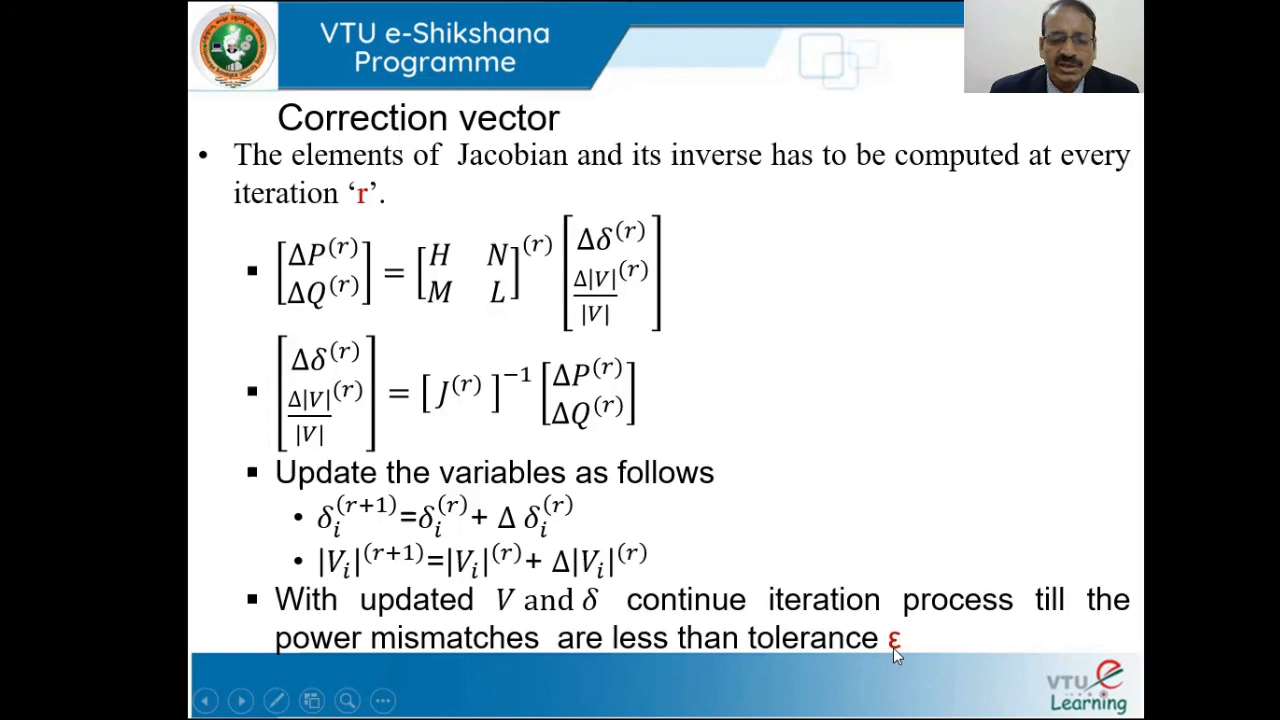 VTU e-Shikshana
Programme
Correction vector
• The elements of Jacobian and its inverse has to be computed at every
iteration ‘r’.
▪ [ΔP^(r) ΔQ^(r)] = [H N M L]^(r) [Δδ^(r) Δ|V|/|V|^(r)]
▪ [Δδ^(r) Δ|V|/|V|^(r)] = [J^(r)]^−1 [ΔP^(r) ΔQ^(r)]
▪ Update the variables as follows
• δ_i^(r+1)=δ_i^(r)+ Δ δ_i^(r)
• |V_i|^(r+1)=|V_i|^(r)+ Δ|V_i|^(r)
▪ With updated V and δ continue iteration process till the
power mismatches are less than tolerance ε
VTU e
Learning